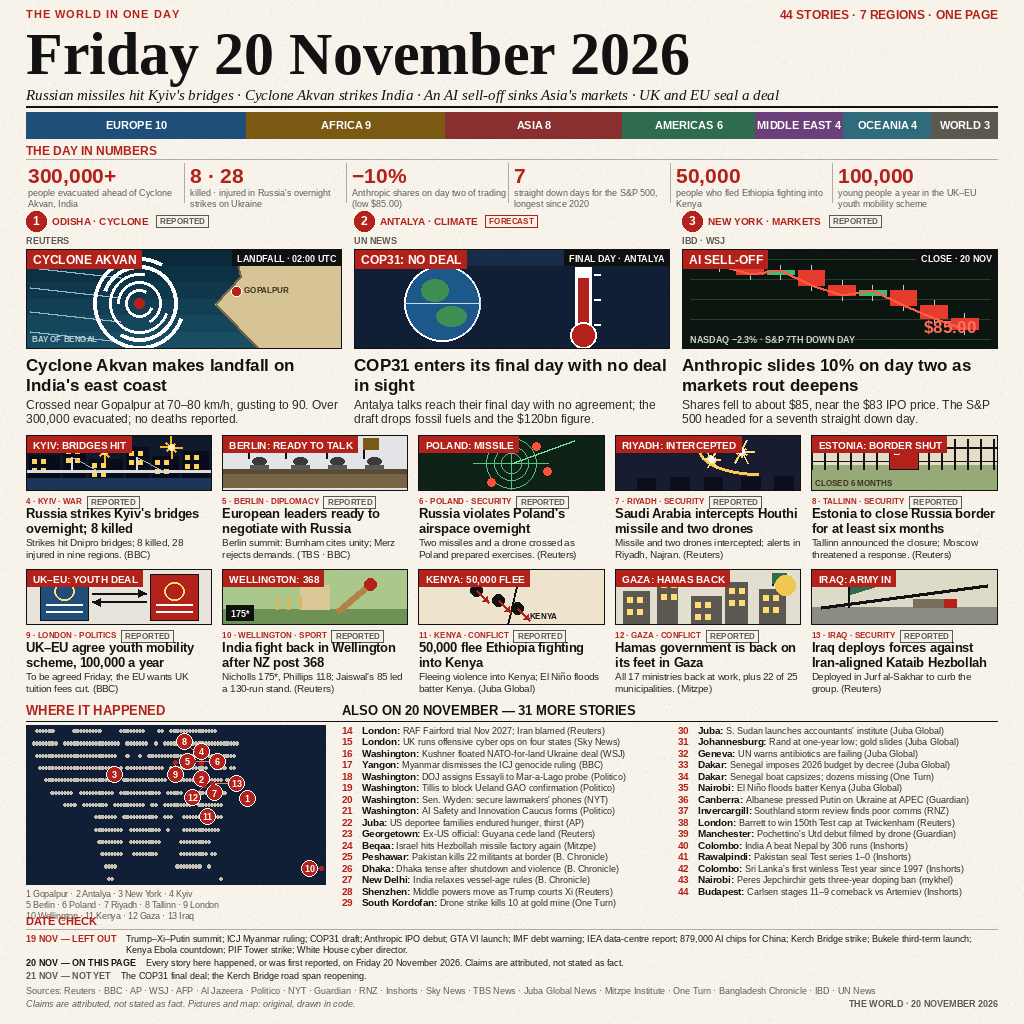 THE WORLD IN ONE DAY
44 STORIES · 7 REGIONS · ONE PAGE
Friday 20 November 2026
Russian missiles hit Kyiv's bridges · Cyclone Akvan strikes India · An AI sell-off sinks Asia's markets · UK and EU seal a deal
EUROPE 10
AFRICA 9
ASIA 8
AMERICAS 6
MIDDLE EAST 4
OCEANIA 4
WORLD 3
THE DAY IN NUMBERS
300,000+
people evacuated ahead of Cyclone
Akvan, India
8 · 28
killed · injured in Russia's overnight
strikes on Ukraine
−10%
Anthropic shares on day two of trading
(low $85.00)
7
straight down days for the S&P 500,
longest since 2020
50,000
people who fled Ethiopia fighting into
Kenya
100,000
young people a year in the UK–EU
youth mobility scheme
1 ODISHA · CYCLONE REPORTED
REUTERS
CYCLONE AKVAN
LANDFALL · 02:00 UTC
GOPALPUR
BAY OF BENGAL
Cyclone Akvan makes landfall on
India's east coast
Crossed near Gopalpur at 70–80 km/h, gusting to 90. Over
300,000 evacuated; no deaths reported.
2 ANTALYA · CLIMATE FORECAST
UN NEWS
COP31: NO DEAL
FINAL DAY · ANTALYA
COP31 enters its final day with no deal
in sight
Antalya talks reach their final day with no agreement; the
draft drops fossil fuels and the $120bn figure.
3 NEW YORK · MARKETS REPORTED
IBD · WSJ
AI SELL-OFF
CLOSE · 20 NOV
$85.00
NASDAQ −2.3% · S&P 7TH DOWN DAY
Anthropic slides 10% on day two as
markets rout deepens
Shares fell to about $85, near the $83 IPO price. The S&P
500 headed for a seventh straight down day.
KYIV: BRIDGES HIT
4 · KYIV · WAR REPORTED
Russia strikes Kyiv's bridges
overnight; 8 killed
Strikes hit Dnipro bridges; 8 killed, 28
injured in nine regions. (BBC)
BERLIN: READY TO TALK
5 · BERLIN · DIPLOMACY REPORTED
European leaders ready to
negotiate with Russia
Berlin summit: Burnham cites unity; Merz
rejects demands. (TBS · BBC)
POLAND: MISSILE
6 · POLAND · SECURITY REPORTED
Russia violates Poland's
airspace overnight
Two missiles and a drone crossed as
Poland prepared exercises. (Reuters)
RIYADH: INTERCEPTED
7 · RIYADH · SECURITY REPORTED
Saudi Arabia intercepts Houthi
missile and two drones
Missile and two drones intercepted; alerts in
Riyadh, Najran. (Reuters)
ESTONIA: BORDER SHUT
CLOSED 6 MONTHS
8 · TALLINN · SECURITY REPORTED
Estonia to close Russia border
for at least six months
Tallinn announced the closure; Moscow
threatened a response. (Reuters)
UK–EU: YOUTH DEAL
9 · LONDON · POLITICS REPORTED
UK–EU agree youth mobility
scheme, 100,000 a year
To be agreed Friday; the EU wants UK
tuition fees cut. (BBC)
WELLINGTON: 368
175*
10 · WELLINGTON · SPORT REPORTED
India fight back in Wellington
after NZ post 368
Nicholls 175*, Phillips 118; Jaiswal's 85 led
a 130-run stand. (Reuters)
KENYA: 50,000 FLEE
KENYA
11 · KENYA · CONFLICT REPORTED
50,000 flee Ethiopia fighting
into Kenya
Fleeing violence into Kenya; El Niño floods
batter Kenya. (Juba Global)
GAZA: HAMAS BACK
12 · GAZA · CONFLICT REPORTED
Hamas government is back on
its feet in Gaza
All 17 ministries back at work, plus 22 of 25
municipalities. (Mitzpe)
IRAQ: ARMY IN
13 · IRAQ · SECURITY REPORTED
Iraq deploys forces against
Iran-aligned Kataib Hezbollah
Deployed in Jurf al-Sakhar to curb the
group. (Reuters)
WHERE IT HAPPENED
8
4
5
6
3
9
2
13
7
12
1
11
10
1 Gopalpur · 2 Antalya · 3 New York · 4 Kyiv
5 Berlin · 6 Poland · 7 Riyadh · 8 Tallinn · 9 London
10 Wellington · 11 Kenya · 12 Gaza · 13 Iraq
ALSO ON 20 NOVEMBER — 31 MORE STORIES
14 London: RAF Fairford trial Nov 2027; Iran blamed (Reuters)
15 London: UK runs offensive cyber ops on four states (Sky News)
16 Washington: Kushner floated NATO-for-land Ukraine deal (WSJ)
17 Yangon: Myanmar dismisses the ICJ genocide ruling (BBC)
18 Washington: DOJ assigns Essayli to Mar-a-Lago probe (Politico)
19 Washington: Tillis to block Ueland GAO confirmation (Politico)
20 Washington: Sen. Wyden: secure lawmakers' phones (NYT)
21 Washington: AI Safety and Innovation Caucus forms (Politico)
22 Juba: US deportee families endured hunger, thirst (AP)
23 Georgetown: Ex-US official: Guyana cede land (Reuters)
24 Beqaa: Israel hits Hezbollah missile factory again (Mitzpe)
25 Peshawar: Pakistan kills 22 militants at border (B. Chronicle)
26 Dhaka: Dhaka tense after shutdown and violence (B. Chronicle)
27 New Delhi: India relaxes vessel-age rules (B. Chronicle)
28 Shenzhen: Middle powers move as Trump courts Xi (Reuters)
29 South Kordofan: Drone strike kills 10 at gold mine (One Turn)
30 Juba: S. Sudan launches accountants' institute (Juba Global)
31 Johannesburg: Rand at one-year low; gold slides (Juba Global)
32 Geneva: UN warns antibiotics are failing (Juba Global)
33 Dakar: Senegal imposes 2026 budget by decree (Juba Global)
34 Dakar: Senegal boat capsizes; dozens missing (One Turn)
35 Nairobi: El Niño floods batter Kenya (Juba Global)
36 Canberra: Albanese pressed Putin on Ukraine at APEC (Guardian)
37 Invercargill: Southland storm review finds poor comms (RNZ)
38 London: Barrett to win 150th Test cap at Twickenham (Reuters)
39 Manchester: Pochettino's Utd debut filmed by drone (Guardian)
40 Colombo: India A beat Nepal by 306 runs (Inshorts)
41 Rawalpindi: Pakistan seal Test series 1–0 (Inshorts)
42 Colombo: Sri Lanka's first winless Test year since 1997 (Inshorts)
43 Nairobi: Peres Jepchirchir gets three-year doping ban (mykhel)
44 Budapest: Carlsen stages 11–9 comeback vs Artemiev (Inshorts)
DATE CHECK
19 NOV — LEFT OUT Trump–Xi–Putin summit; ICJ Myanmar ruling; COP31 draft; Anthropic IPO debut; GTA VI launch; IMF debt warning; IEA data-centre report; 879,000 AI chips for China; Kerch Bridge strike; Bukele third-term launch;
Kenya Ebola countdown; PIF Tower strike; White House cyber director.
20 NOV — ON THIS PAGE Every story here happened, or was first reported, on Friday 20 November 2026. Claims are attributed, not stated as fact.
21 NOV — NOT YET The COP31 final deal; the Kerch Bridge road span reopening.
Sources: Reuters · BBC · AP · WSJ · AFP · Al Jazeera · Politico · NYT · Guardian · RNZ · Inshorts · Sky News · TBS News · Juba Global News · Mitzpe Institute · One Turn · Bangladesh Chronicle · IBD · UN News
Claims are attributed, not stated as fact. Pictures and map: original, drawn in code.
THE WORLD · 20 NOVEMBER 2026